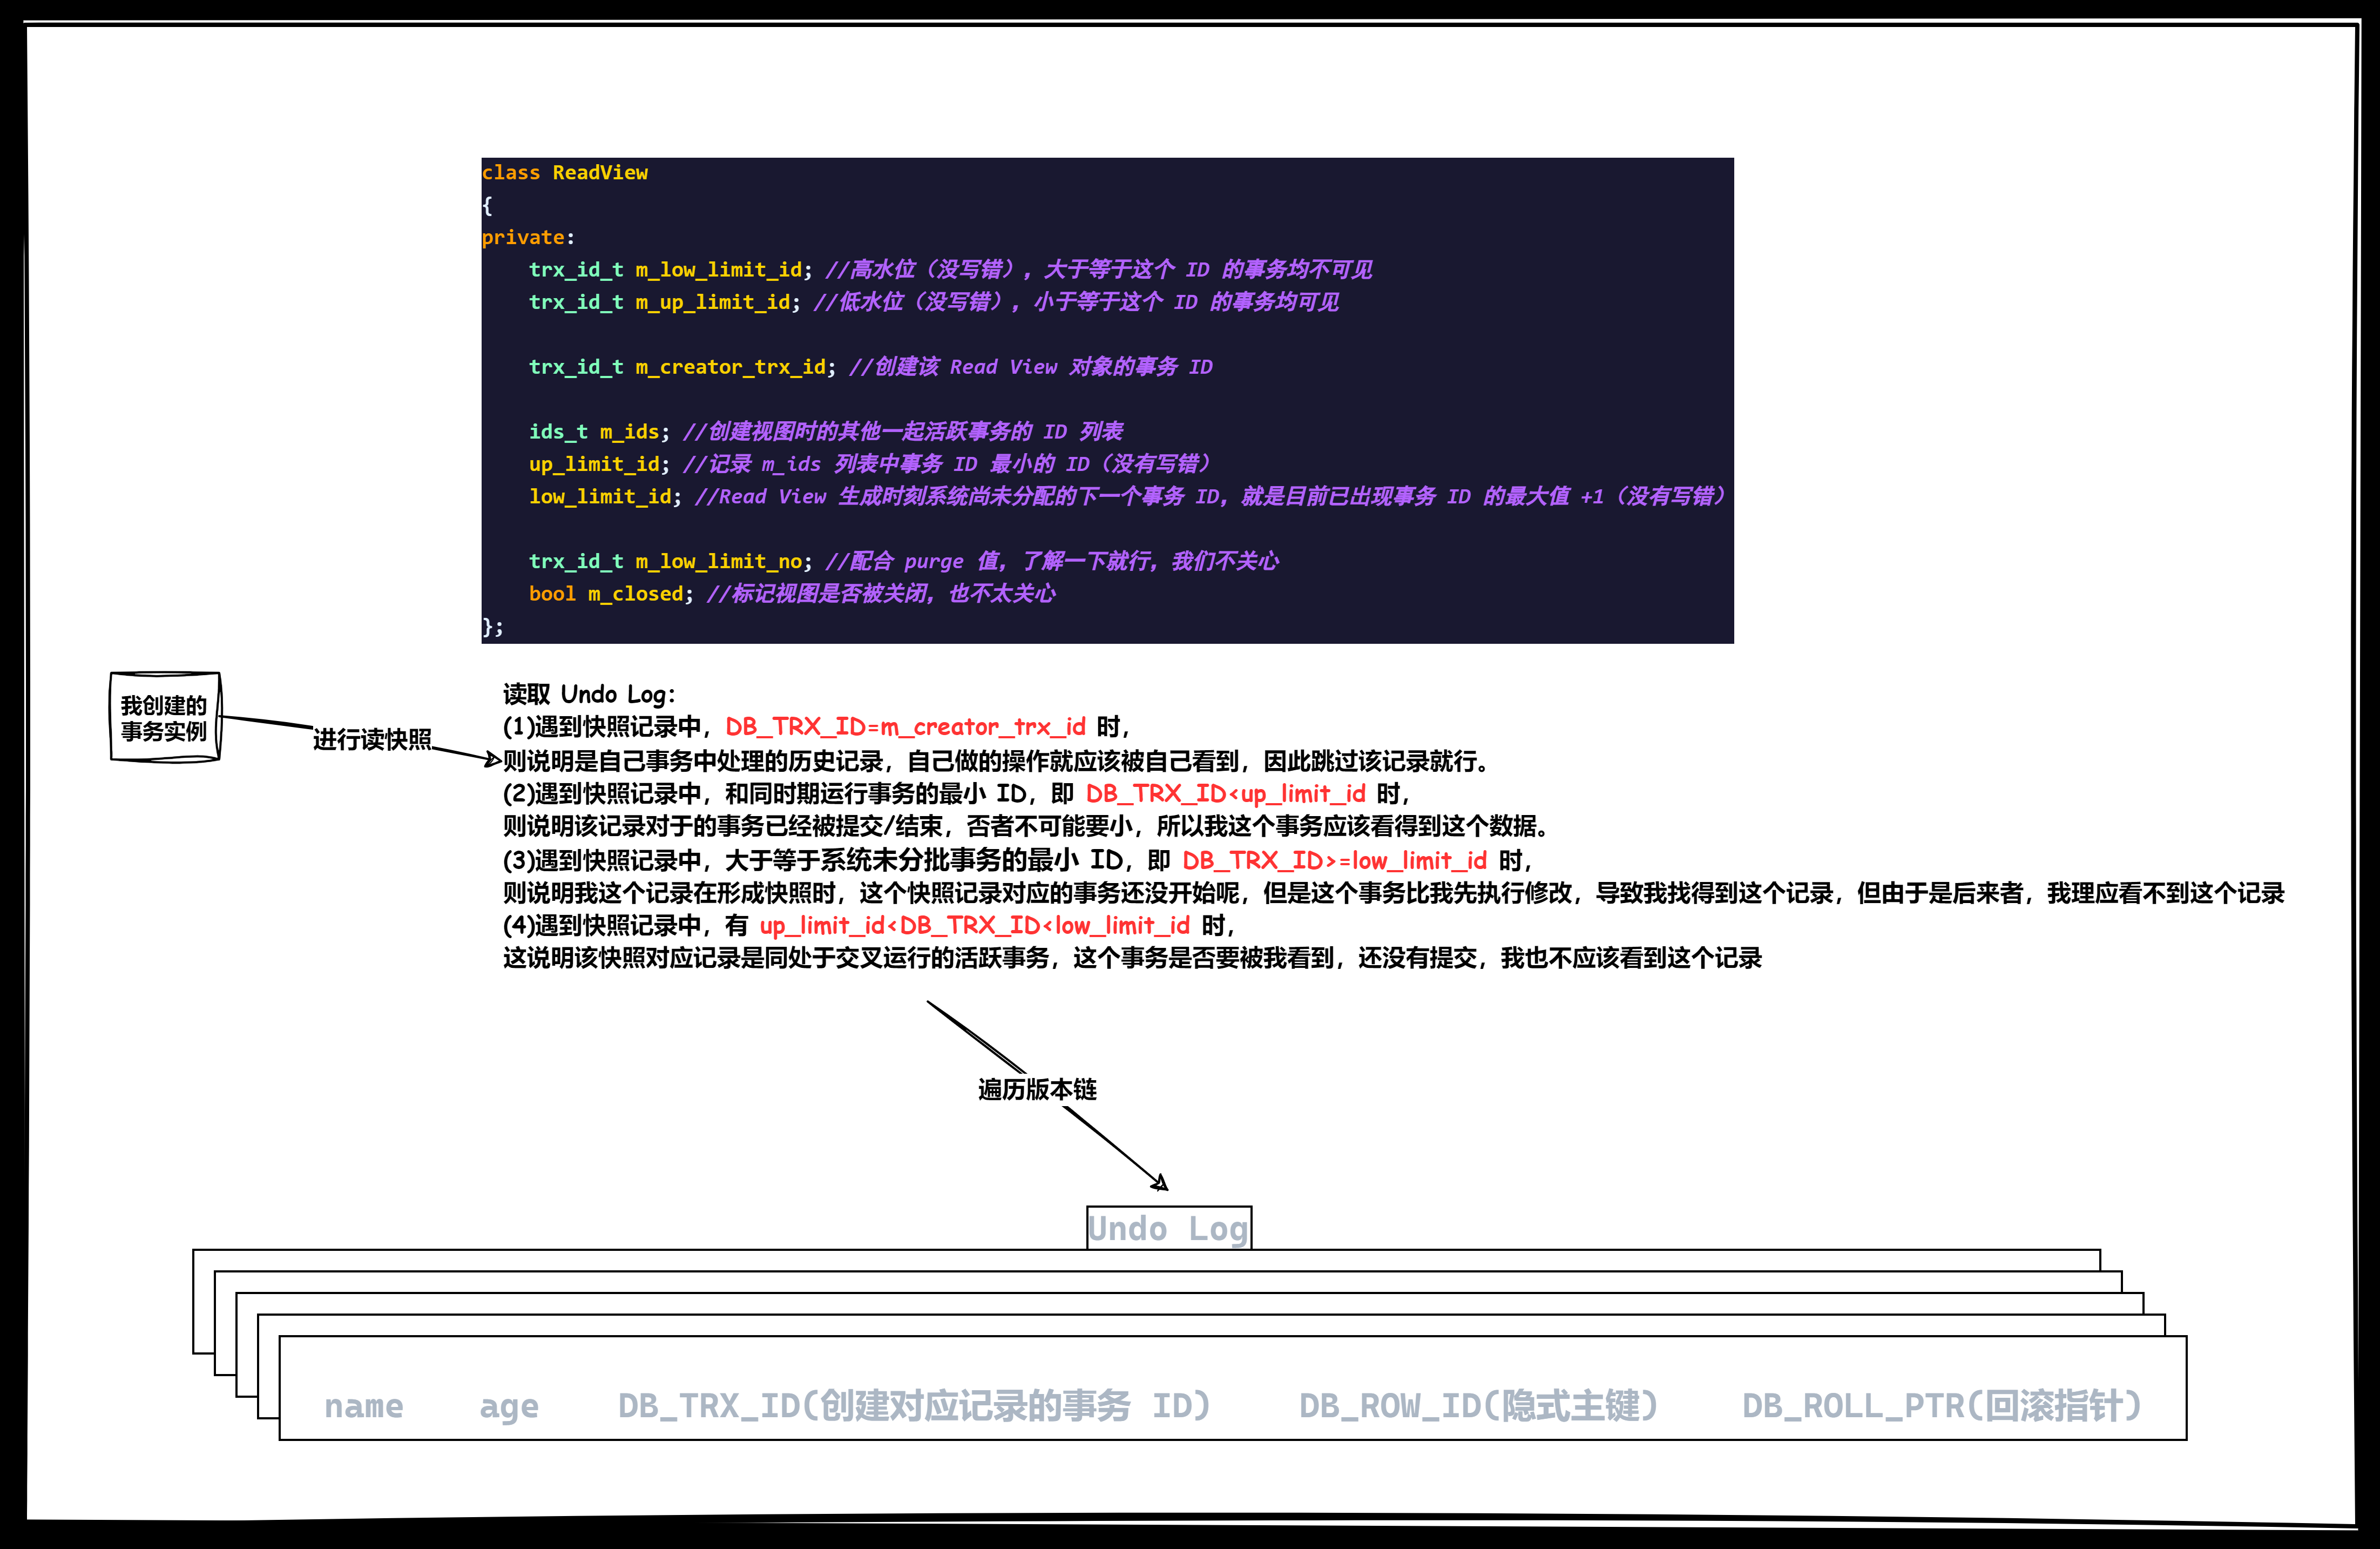 class ReadView
{
private:
trx_id_t m_low_limit_id; //高水位（没写错），大于等于这个 ID 的事务均不可见
trx_id_t m_up_limit_id; //低水位（没写错），小于等于这个 ID 的事务均可见
trx_id_t m_creator_trx_id; //创建该 Read View 对象的事务 ID
ids_t m_ids; //创建视图时的其他一起活跃事务的 ID 列表
up_limit_id; //记录 m_ids 列表中事务 ID 最小的 ID（没有写错）
low_limit_id; //Read View 生成时刻系统尚未分配的下一个事务 ID，就是目前已出现事务 ID 的最大值 +1（没有写错）
trx_id_t m_low_limit_no; //配合 purge 值，了解一下就行，我们不关心
bool m_closed; //标记视图是否被关闭，也不太关心
};
我创建的
事务实例
进行读快照
读取 Undo Log：
(1)遇到快照记录中，DB_TRX_ID=m_creator_trx_id 时，
则说明是自己事务中处理的历史记录，自己做的操作就应该被自己看到，因此跳过该记录就行。
(2)遇到快照记录中，和同时期运行事务的最小 ID，即 DB_TRX_ID<up_limit_id 时，
则说明该记录对于的事务已经被提交/结束，否者不可能要小，所以我这个事务应该看得到这个数据。
(3)遇到快照记录中，大于等于系统未分批事务的最小 ID，即 DB_TRX_ID>=low_limit_id 时，
则说明我这个记录在形成快照时，这个快照记录对应的事务还没开始呢，但是这个事务比我先执行修改，导致我找得到这个记录，但由于是后来者，我理应看不到这个记录
(4)遇到快照记录中，有 up_limit_id<DB_TRX_ID<low_limit_id 时，
这说明该快照对应记录是同处于交叉运行的活跃事务，这个事务是否要被我看到，还没有提交，我也不应该看到这个记录
遍历版本链
Undo Log
name age DB_TRX_ID(创建对应记录的事务 ID) DB_ROW_ID(隐式主键) DB_ROLL_PTR(回滚指针)